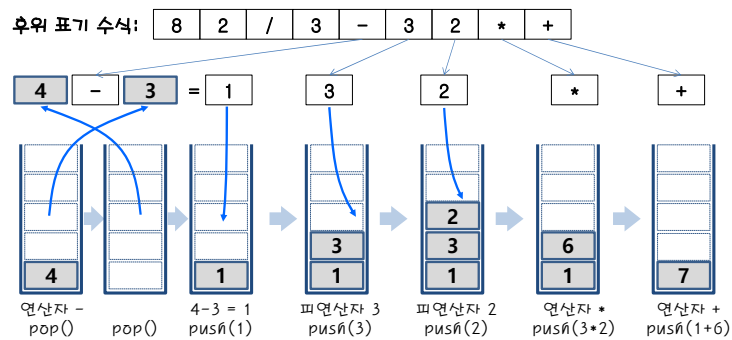 후위 표기 수식: 8 2 / 3 - 3 2 * +
4 - 3 = 1 3 2 * +
2
3 3 6
4 1 1 1 1 7
연산자 - 4-3 = 1 피연산자 3 피연산자 2 연산자 * 연산자 +
pop() pop() push(1) push(3) push(2) push(3*2) push(1+6)